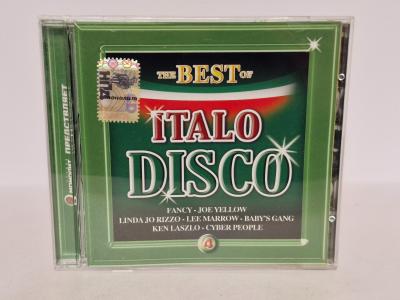 THE BEST OF
ITALO
DISCO
FANCY - JOE YELLOW
LINDA JO RIZZO - LEE MARROW - BABY'S GANG
KEN LASZLO - CYBER PEOPLE
4
ПРЕДСТАВЛЯЕТ